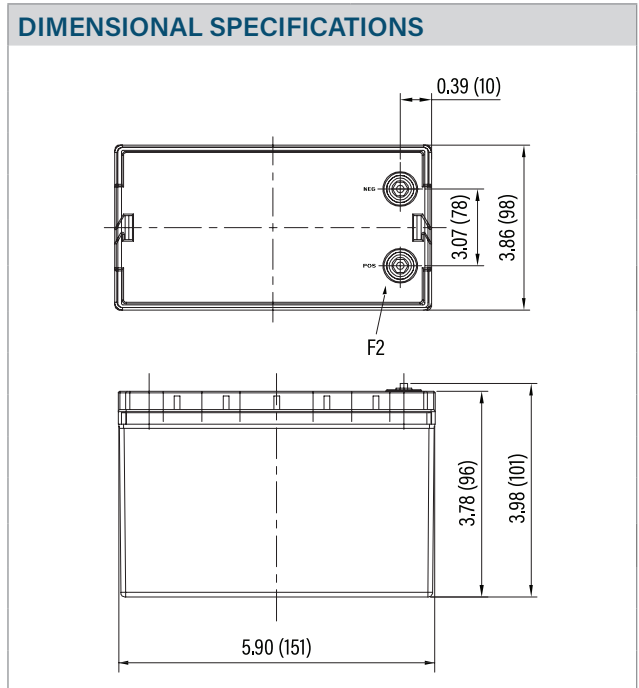 DIMENSIONAL SPECIFICATIONS
0.39 (10)
NEG
3.07 (78)
3.86 (98)
POS
F2
3.78 (96)
3.98 (101)
5.90 (151)